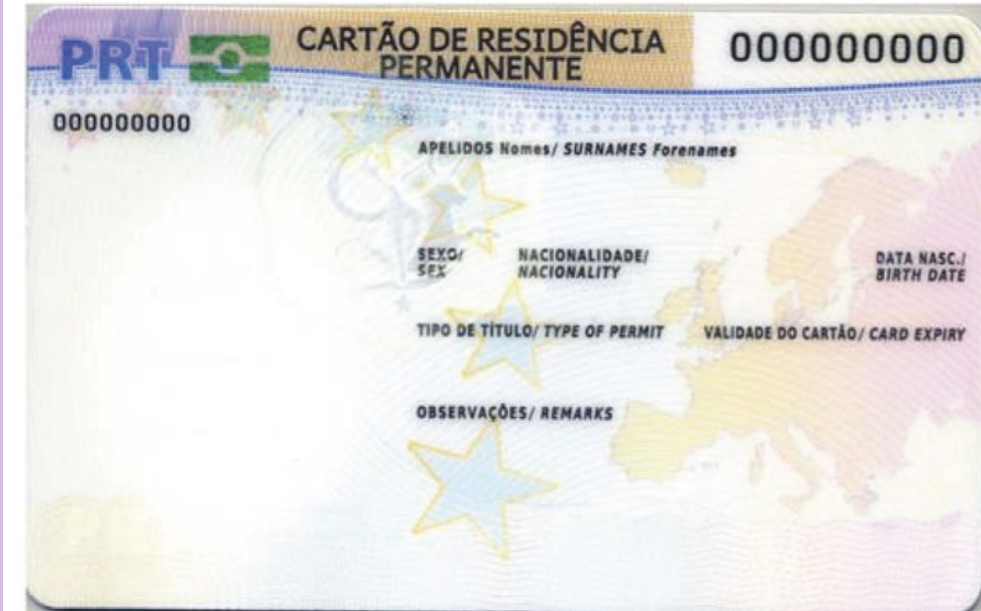 PRT
CARTÃO DE RESIDÊNCIA
PERMANENTE
000000000
000000000
APELIDOS Nomes/ SURNAMES Forenames
SEXO/
SEX
NACIONALIDADE/
NACIONALITY
DATA NASC./
BIRTH DATE
TIPO DE TÍTULO/ TYPE OF PERMIT
VALIDADE DO CARTÃO/ CARD EXPIRY
OBSERVAÇÕES/ REMARKS